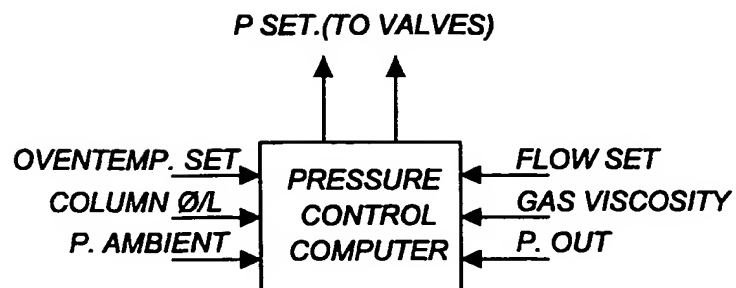 P SET.(TO VALVES)
OVENTEMP. SET
COLUMN Ø/L
P. AMBIENT
PRESSURE
CONTROL
COMPUTER
FLOW SET
GAS VISCOSITY
P. OUT